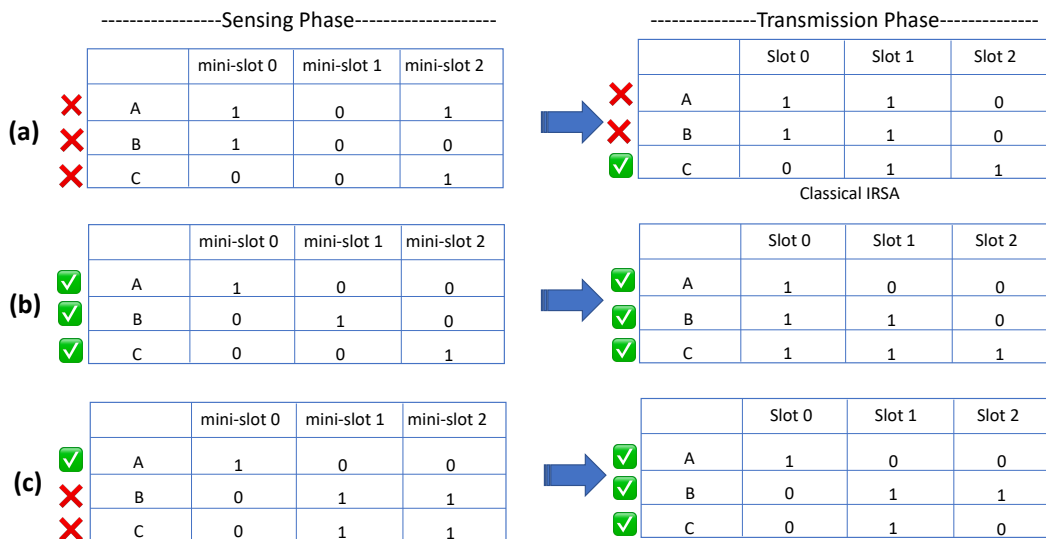 -----------------Sensing Phase--------------------
---------------Transmission Phase--------------
(a)
mini-slot 0 mini-slot 1 mini-slot 2
A 1 0 1
B 1 0 0
C 0 0 1
Slot 0 Slot 1 Slot 2
A 1 1 0
B 1 1 0
C 0 1 1
Classical IRSA
(b)
mini-slot 0 mini-slot 1 mini-slot 2
A 1 0 0
B 0 1 0
C 0 0 1
Slot 0 Slot 1 Slot 2
A 1 0 0
B 1 1 0
C 1 1 1
(c)
mini-slot 0 mini-slot 1 mini-slot 2
A 1 0 0
B 0 1 1
C 0 1 1
Slot 0 Slot 1 Slot 2
A 1 0 0
B 0 1 1
C 0 1 0